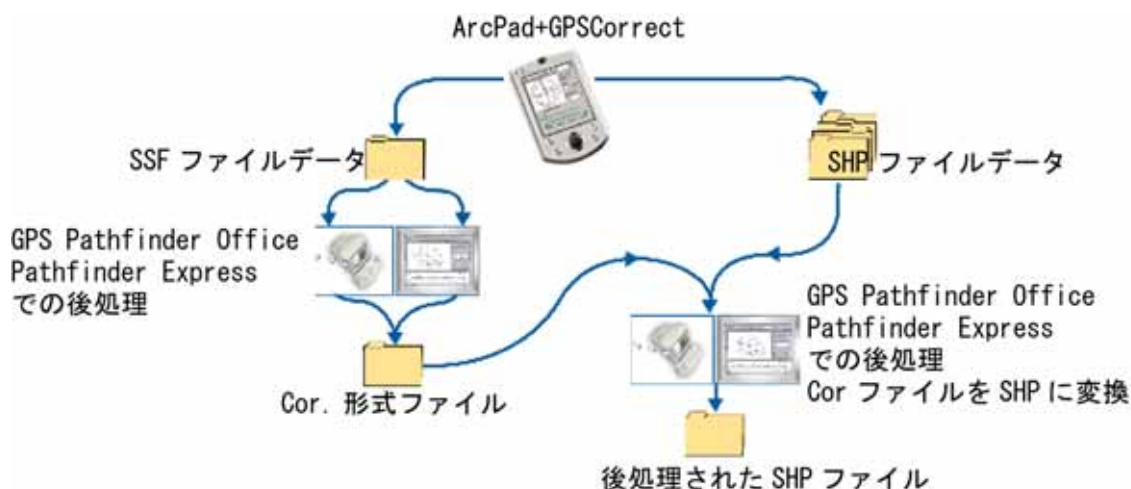 ArcPad+GPSCorrect
SSF ファイルデータ
SHP ファイルデータ
GPS Pathfinder Office
Pathfinder Express
での後処理
Cor. 形式ファイル
GPS Pathfinder Office
Pathfinder Express
での後処理
Cor ファイルを SHP に変換
後処理された SHP ファイル